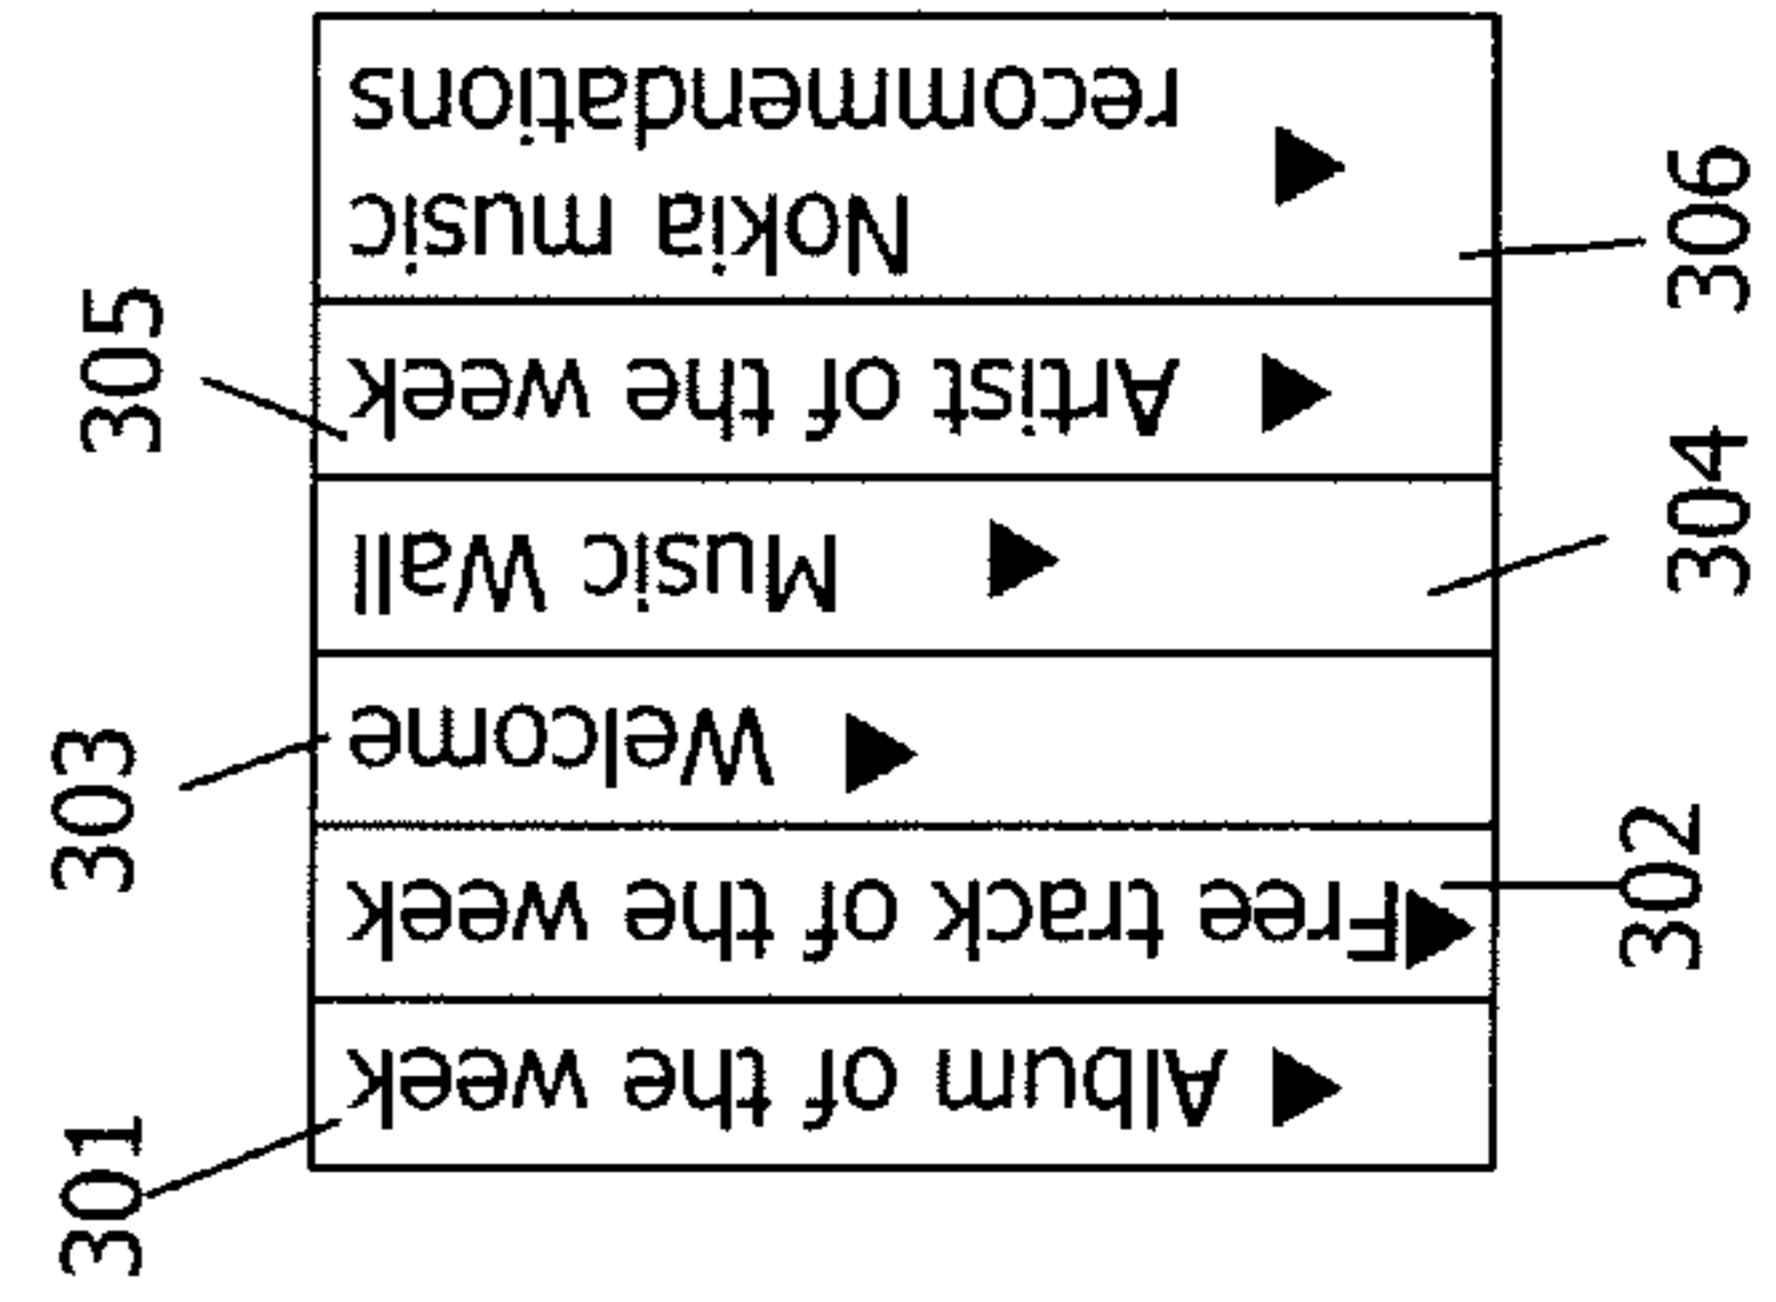 301
Album of the week
302
Free track of the week
303
Welcome
304
Music Wall
305
Artist of the week
306
Nokia music
recommendations